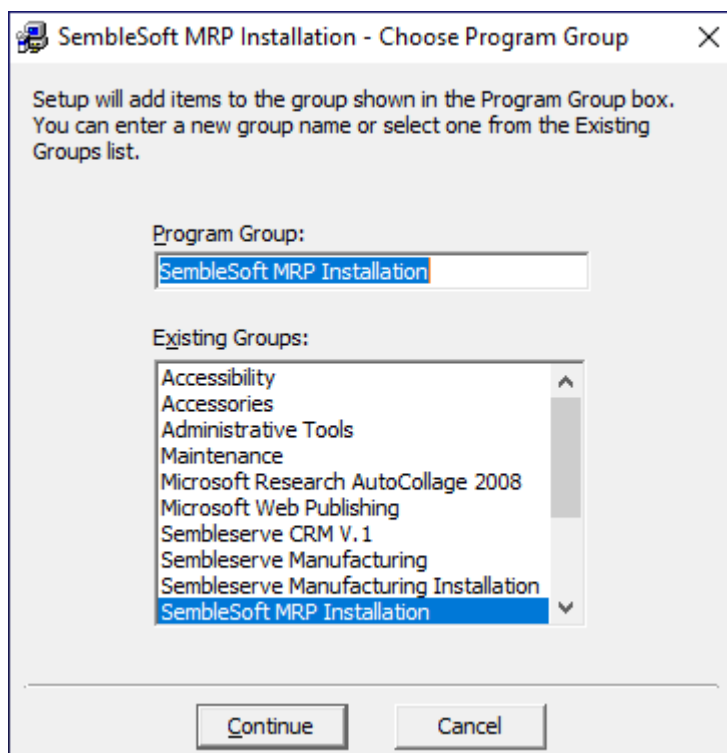 SembleSoft MRP Installation - Choose Program Group
Setup will add items to the group shown in the Program Group box.
You can enter a new group name or select one from the Existing
Groups list.
Program Group:
SembleSoft MRP Installation
Existing Groups:
Accessibility
Accessories
Administrative Tools
Maintenance
Microsoft Research AutoCollage 2008
Microsoft Web Publishing
Sembleserve CRM V.1
Sembleserve Manufacturing
Sembleserve Manufacturing Installation
SembleSoft MRP Installation
Continue
Cancel